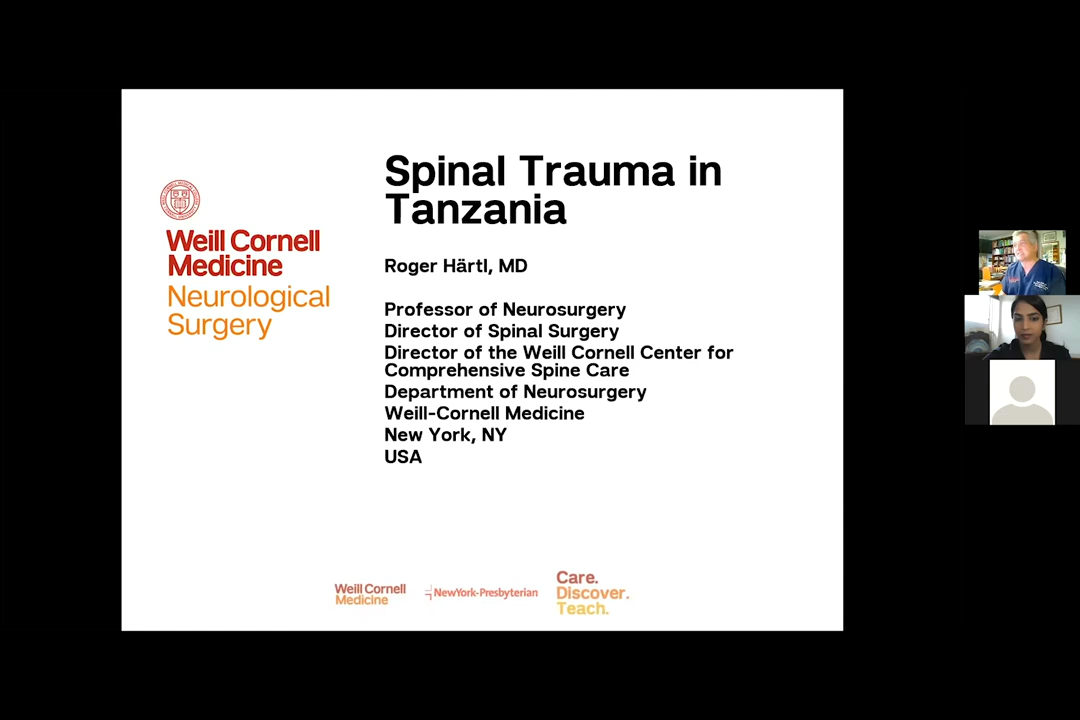 Spinal Trauma in
Tanzania
Weill Cornell
Medicine
Neurological
Surgery
Roger Härtl, MD
Professor of Neurosurgery
Director of Spinal Surgery
Director of the Weill Cornell Center for
Comprehensive Spine Care
Department of Neurosurgery
Weill-Cornell Medicine
New York, NY
USA
Weill Cornell
Medicine
NewYork-Presbyterian
Care.
Discover.
Teach.